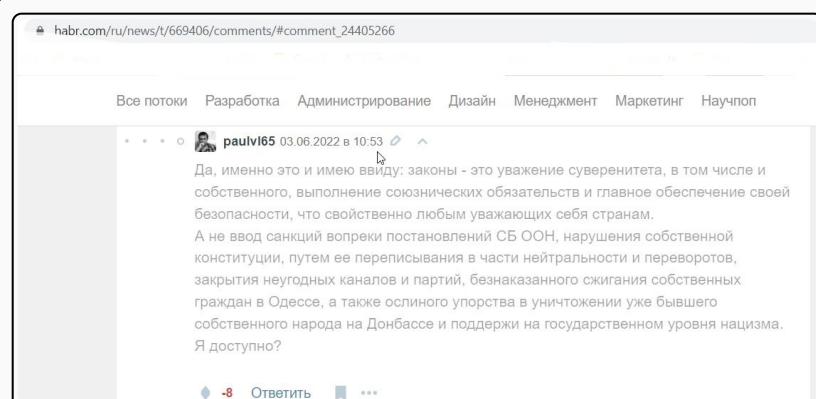 habr.com/ru/news/t/669406/comments/#comment_24405266
Все потоки Разработка Администрирование Дизайн Менеджмент Маркетинг Научпоп
paulvl65 03.06.2022 в 10:53
Да, именно это и имею ввиду: законы - это уважение суверенитета, в том числе и
собственного, выполнение союзнических обязательств и главное обеспечение своей
безопасности, что свойственно любым уважающих себя странам.
А не ввод санкций вопреки постановлений СБ ООН, нарушения собственной
конституции, путем ее переписывания в части нейтральности и переворотов,
закрытия неугодных каналов и партий, безнаказанного сжигания собственных
граждан в Одессе, а также ослиного упорства в уничтожении уже бывшего
собственного народа на Донбассе и поддержи на государственном уровня нацизма.
Я доступно?
-8 Ответить